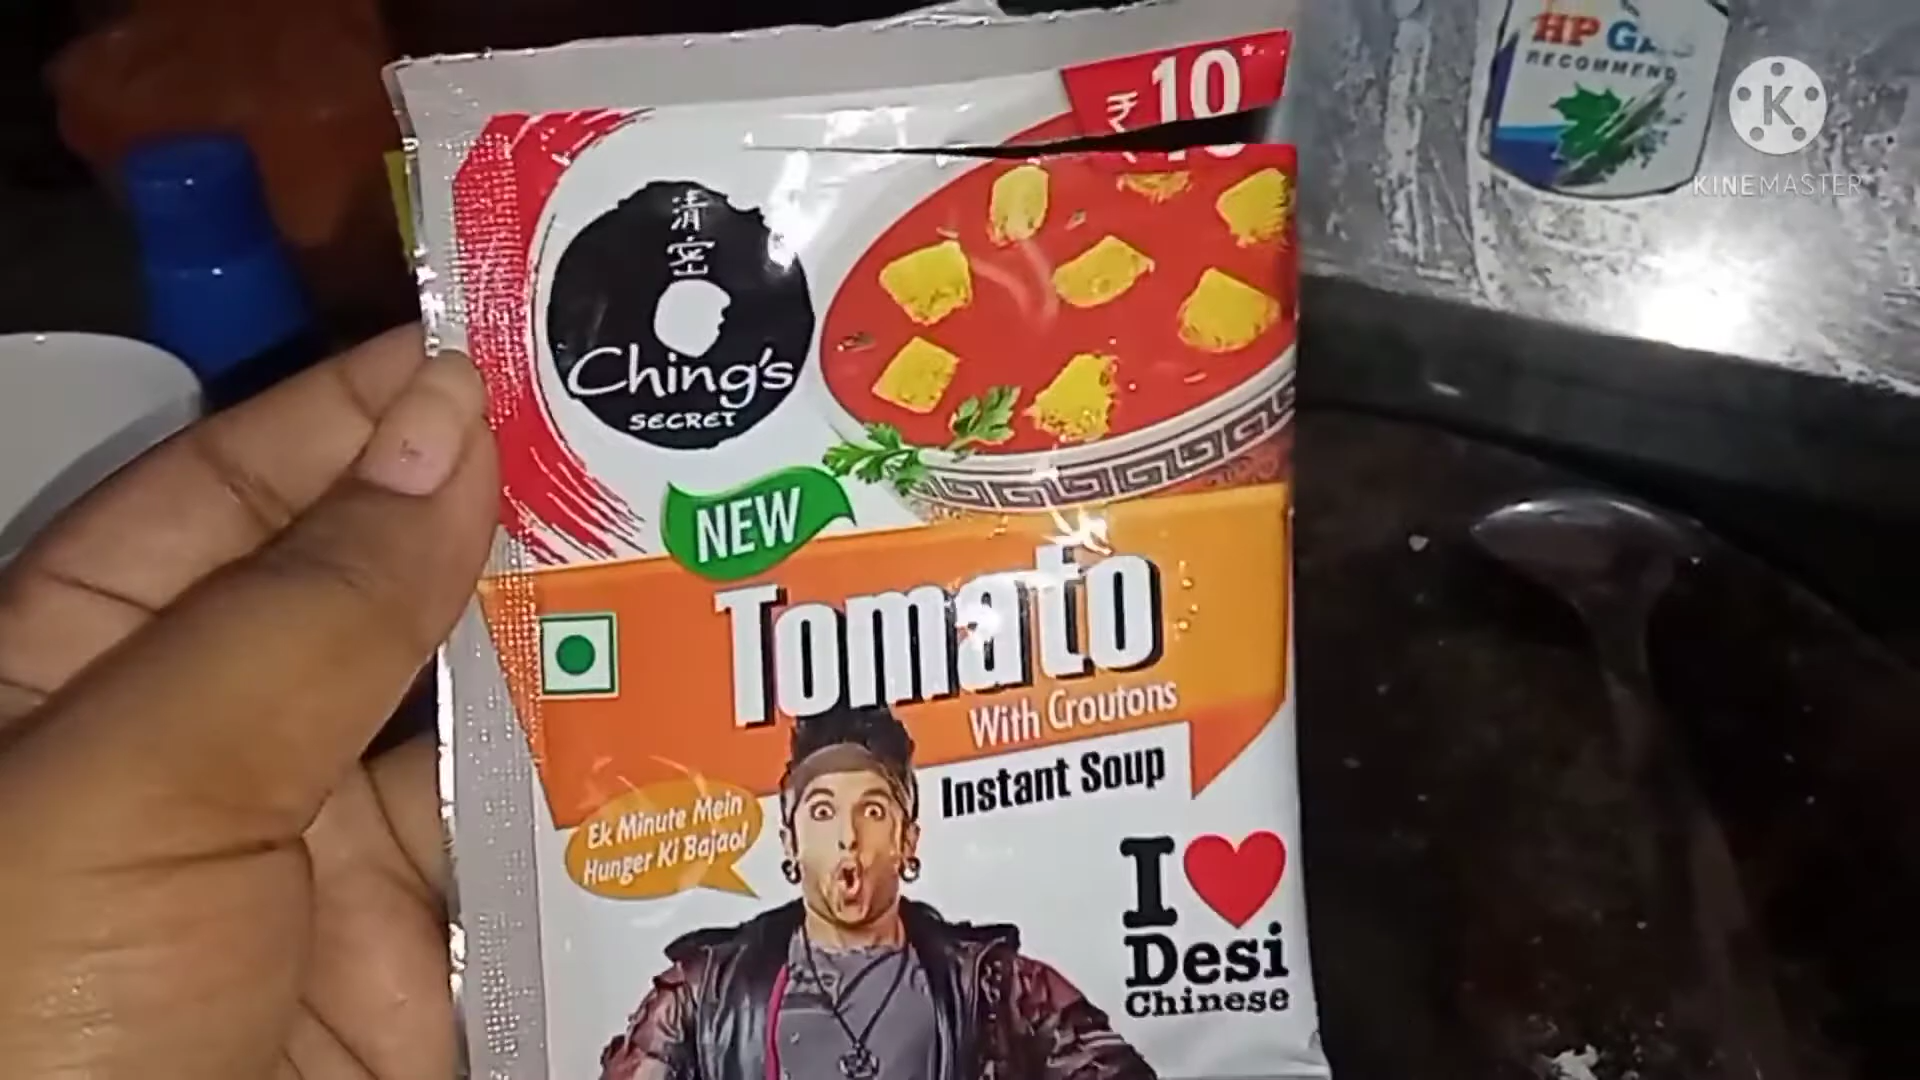 ₹10*
清
密
Ching's
SECRET
NEW
Tomato
With Croutons
Instant Soup
Ek Minute Mein
Hunger Ki Bajao!
I
Desi
Chinese
HP GAS
RECOMMEND
KINEMASTER
K